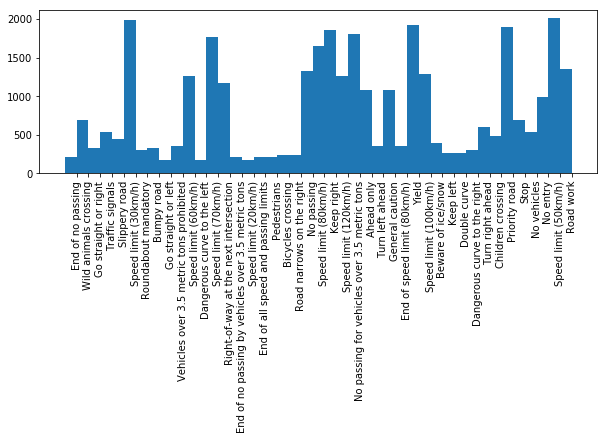 2000
1500
1000
500
0
End of no passing
Wild animals crossing
Go straight or right
Traffic signals
Slippery road
Speed limit (30km/h)
Roundabout mandatory
Bumpy road
Go straight or left
Vehicles over 3.5 metric tons prohibited
Speed limit (60km/h)
Dangerous curve to the left
Speed limit (70km/h)
Right-of-way at the next intersection
End of no passing by vehicles over 3.5 metric tons
Speed limit (20km/h)
End of all speed and passing limits
Pedestrians
Bicycles crossing
Road narrows on the right
No passing
Speed limit (80km/h)
Keep right
Speed limit (120km/h)
No passing for vehicles over 3.5 metric tons
Ahead only
Turn left ahead
General caution
End of speed limit (80km/h)
Yield
Speed limit (100km/h)
Beware of ice/snow
Keep left
Double curve
Dangerous curve to the right
Turn right ahead
Children crossing
Priority road
Stop
No vehicles
No entry
Speed limit (50km/h)
Road work